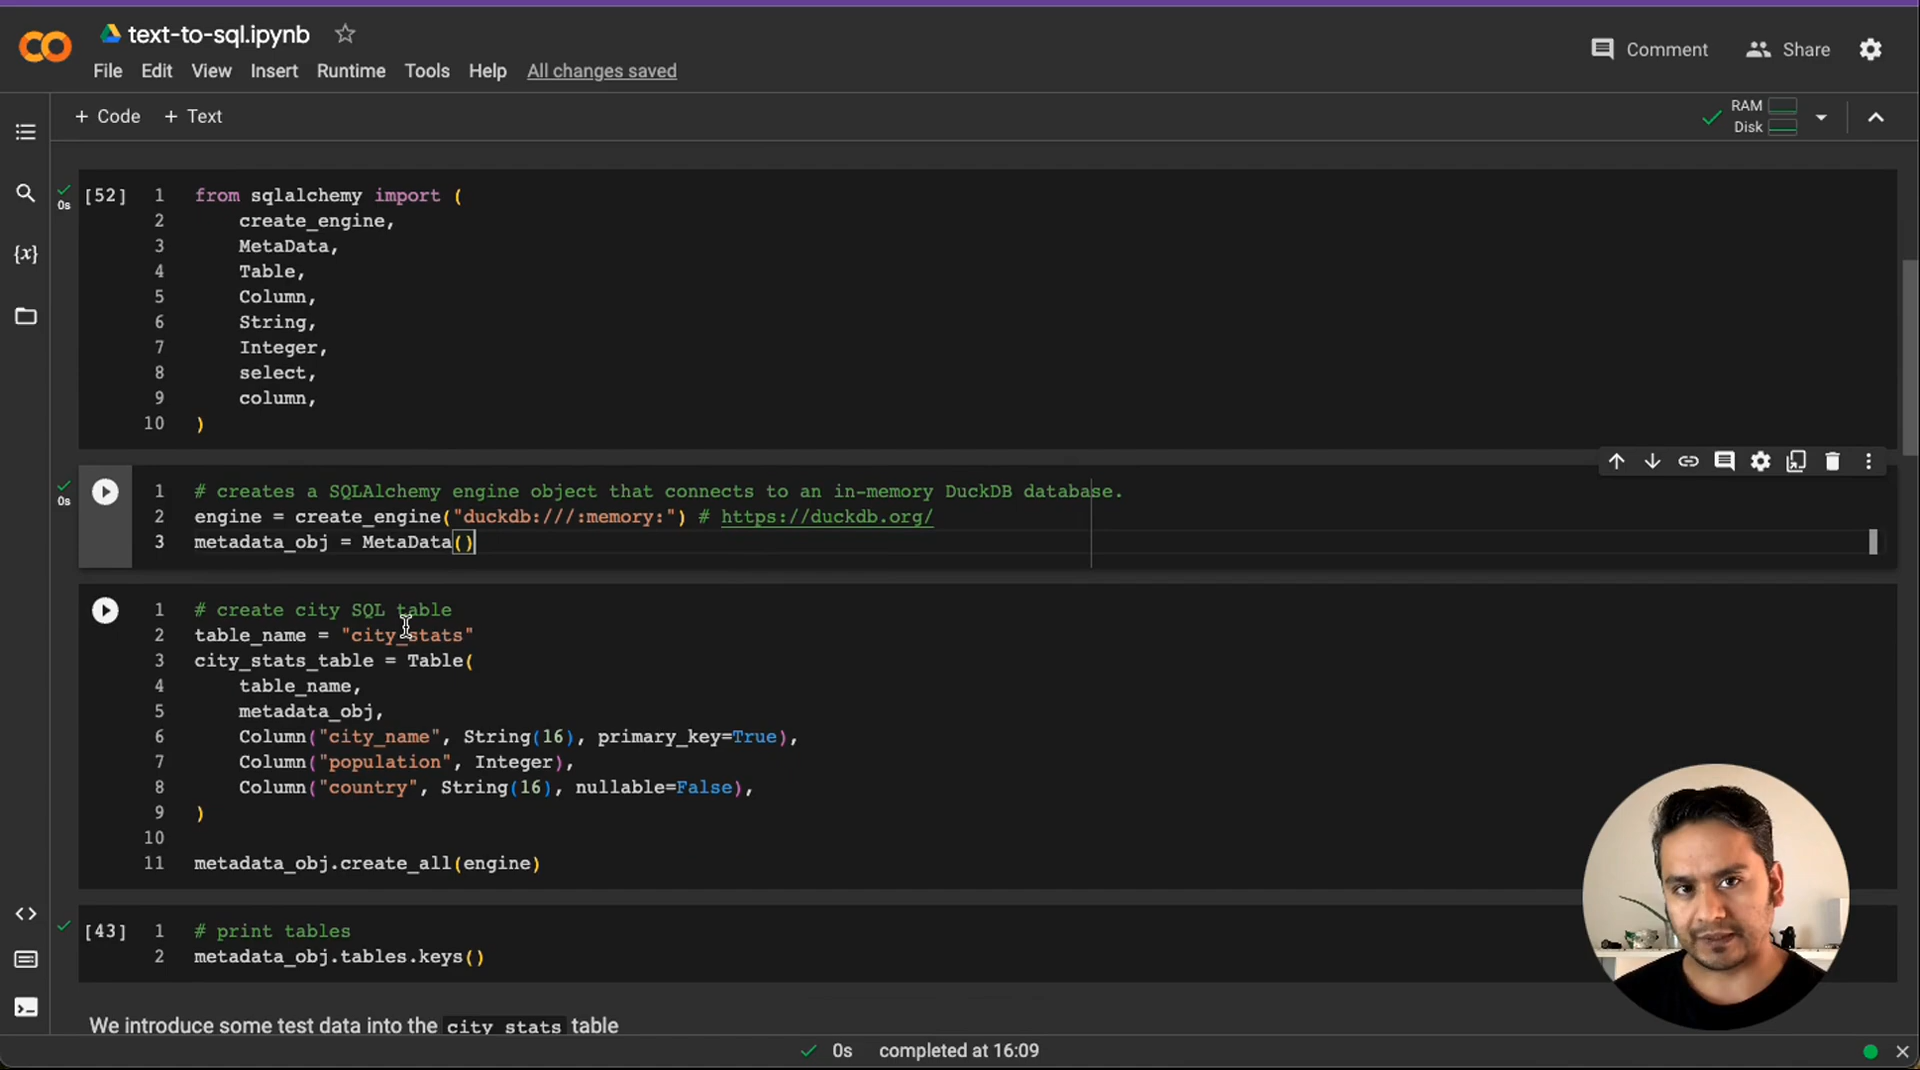 text-to-sql.ipynb
File Edit View Insert Runtime Tools Help All changes saved
Comment Share
+ Code + Text
RAM
Disk
0s
[52]
1 from sqlalchemy import (
2 create_engine,
3 MetaData,
4 Table,
5 Column,
6 String,
7 Integer,
8 select,
9 column,
10 )
0s
1 # creates a SQLAlchemy engine object that connects to an in-memory DuckDB database.
2 engine = create_engine("duckdb:///:memory:") # https://duckdb.org/
3 metadata_obj = MetaData()
1 # create city SQL table
2 table_name = "city_stats"
3 city_stats_table = Table(
4 table_name,
5 metadata_obj,
6 Column("city_name", String(16), primary_key=True),
7 Column("population", Integer),
8 Column("country", String(16), nullable=False),
9 )
10
11 metadata_obj.create_all(engine)
[43]
1 # print tables
2 metadata_obj.tables.keys()
We introduce some test data into the city_stats table
0s completed at 16:09